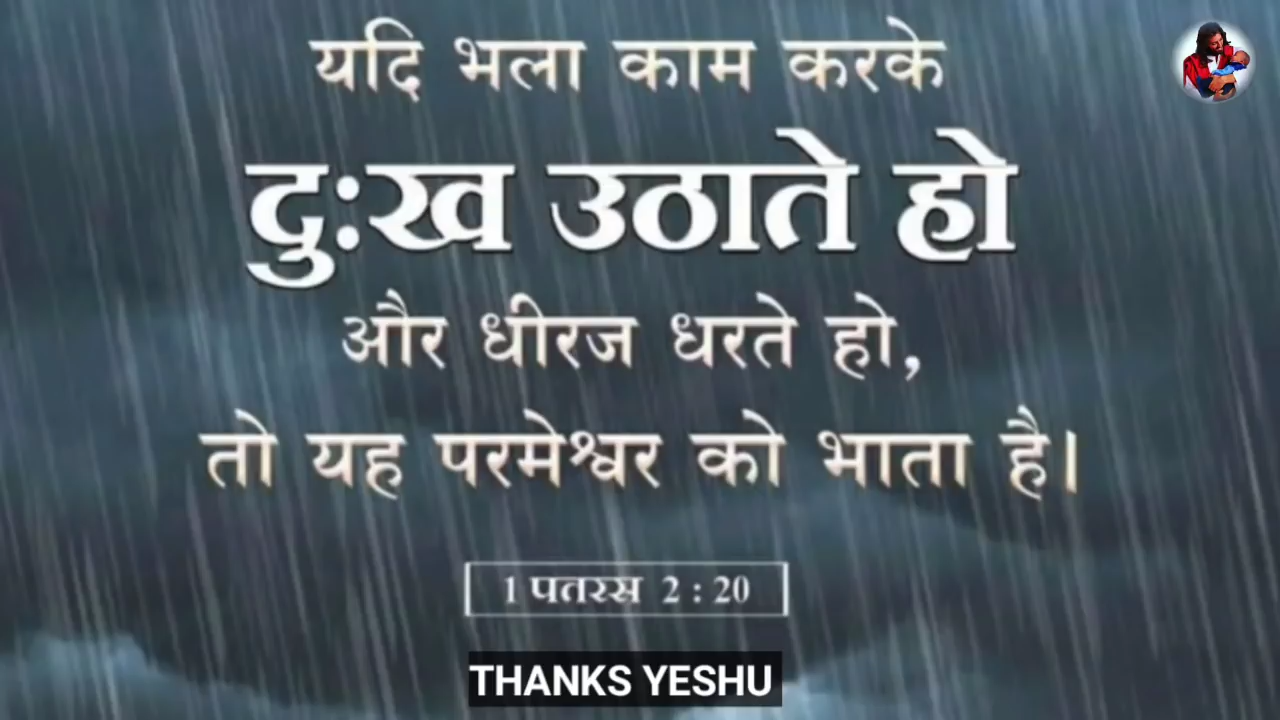 यदि भला काम करके
दुःख उठाते हो
और धीरज धरते हो,
तो यह परमेश्वर को भाता है।
1 पतरस 2 : 20
THANKS YESHU